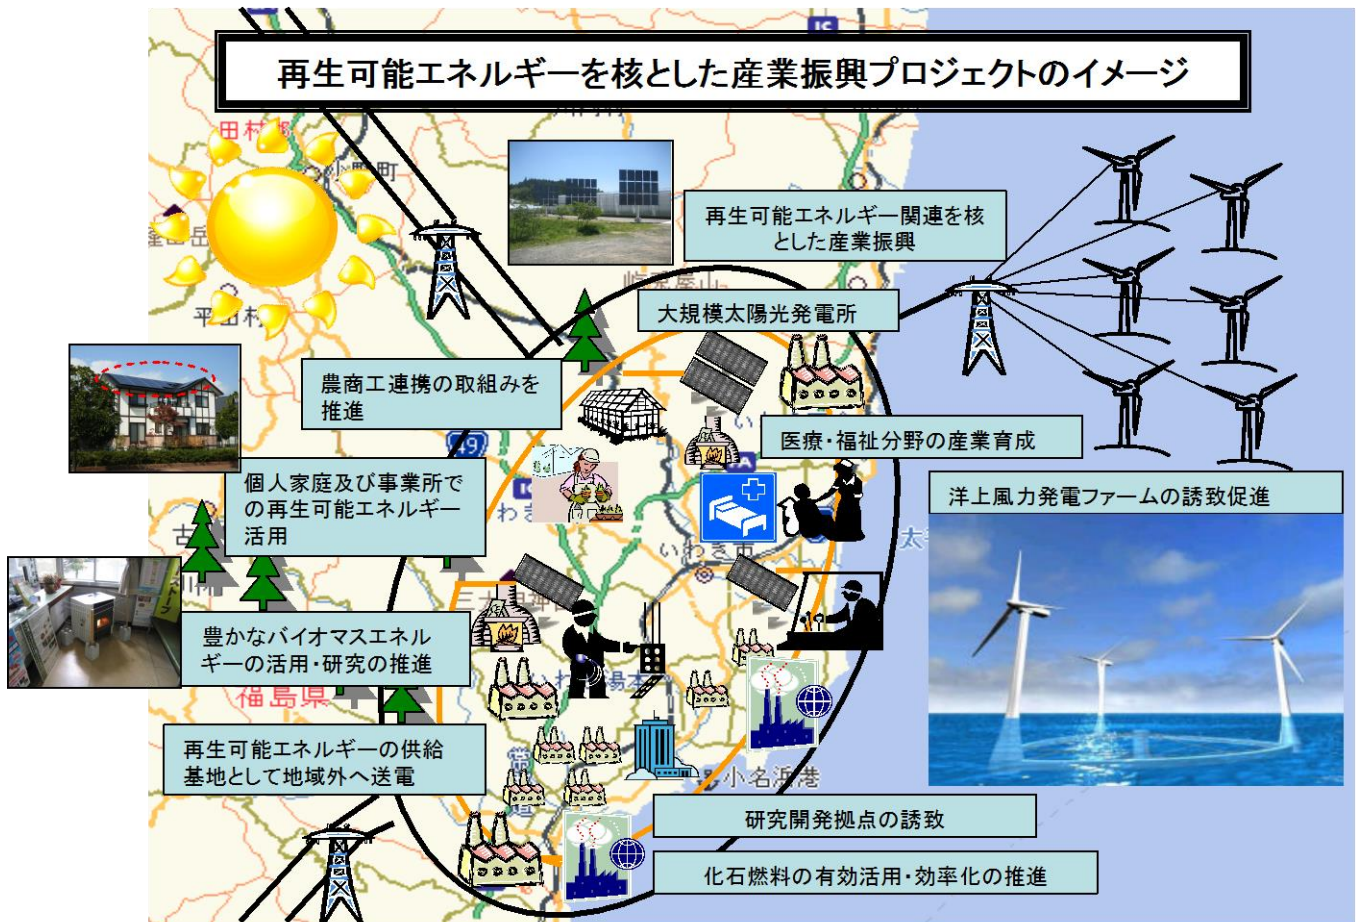 再生可能エネルギーを核とした産業振興プロジェクトのイメージ
田村郡
小野町
平田村
再生可能エネルギー関連を核
とした産業振興
大規模太陽光発電所
農商工連携の取組みを
推進
49
医療・福祉分野の産業育成
個人家庭及び事業所で
の再生可能エネルギー
活用
洋上風力発電ファームの誘致促進
いわき市
豊かなバイオマスエネル
ギーの活用・研究の推進
福島県
再生可能エネルギーの供給
基地として地域外へ送電
小名浜港
研究開発拠点の誘致
化石燃料の有効活用・効率化の推進